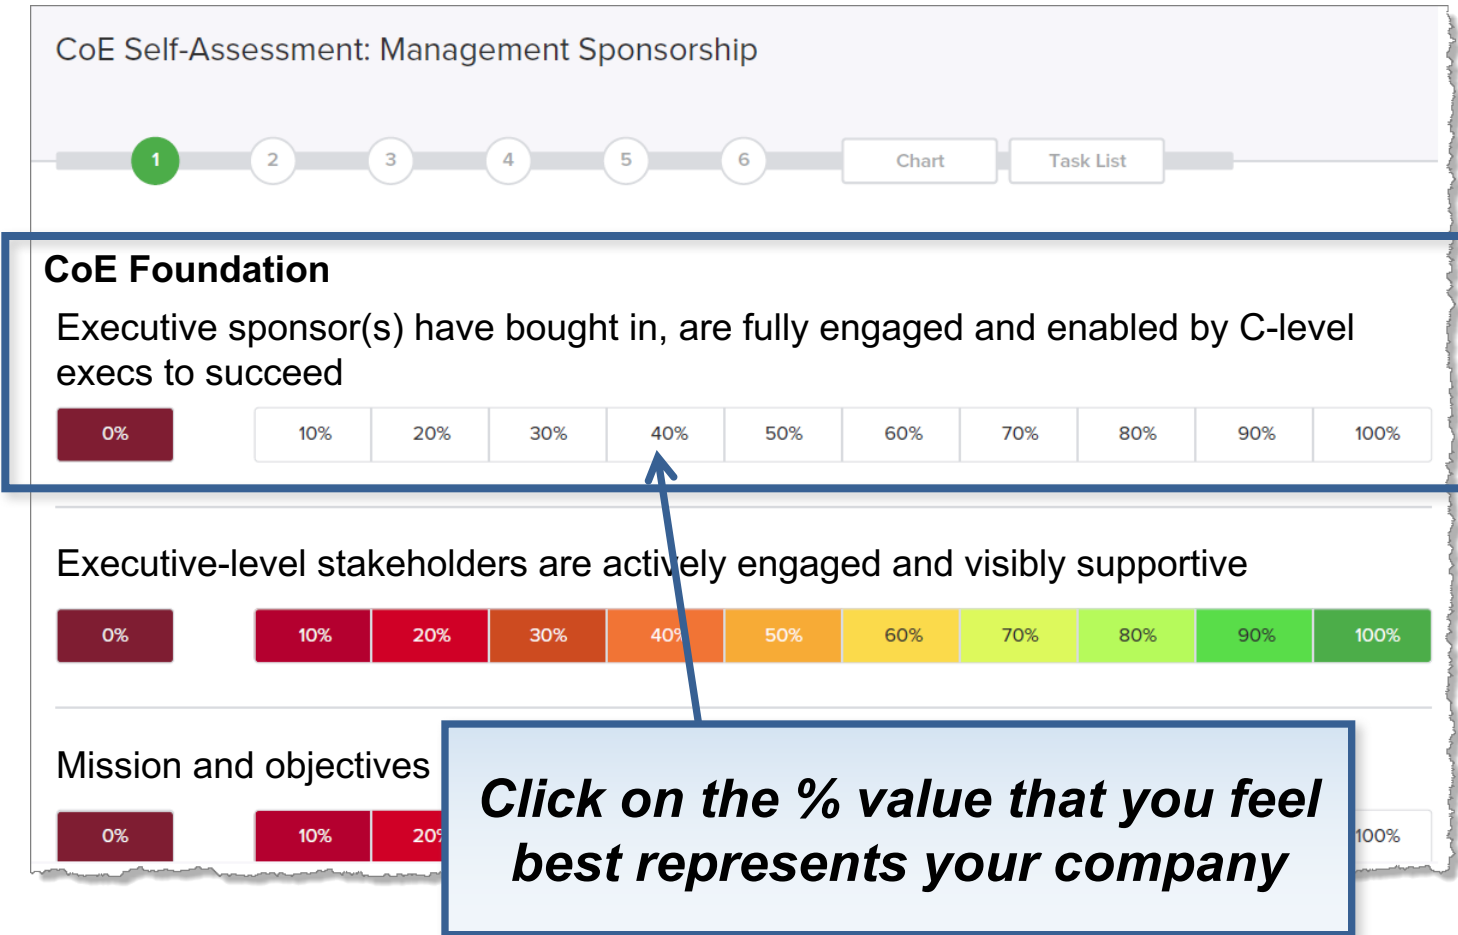 CoE Self-Assessment: Management Sponsorship
1 2 3 4 5 6 Chart Task List
CoE Foundation
Executive sponsor(s) have bought in, are fully engaged and enabled by C-level
execs to succeed
0% 10% 20% 30% 40% 50% 60% 70% 80% 90% 100%
Executive-level stakeholders are actively engaged and visibly supportive
0% 10% 20% 30% 40% 50% 60% 70% 80% 90% 100%
Mission and objectives
0% 10% 20% 100%
Click on the % value that you feel
best represents your company